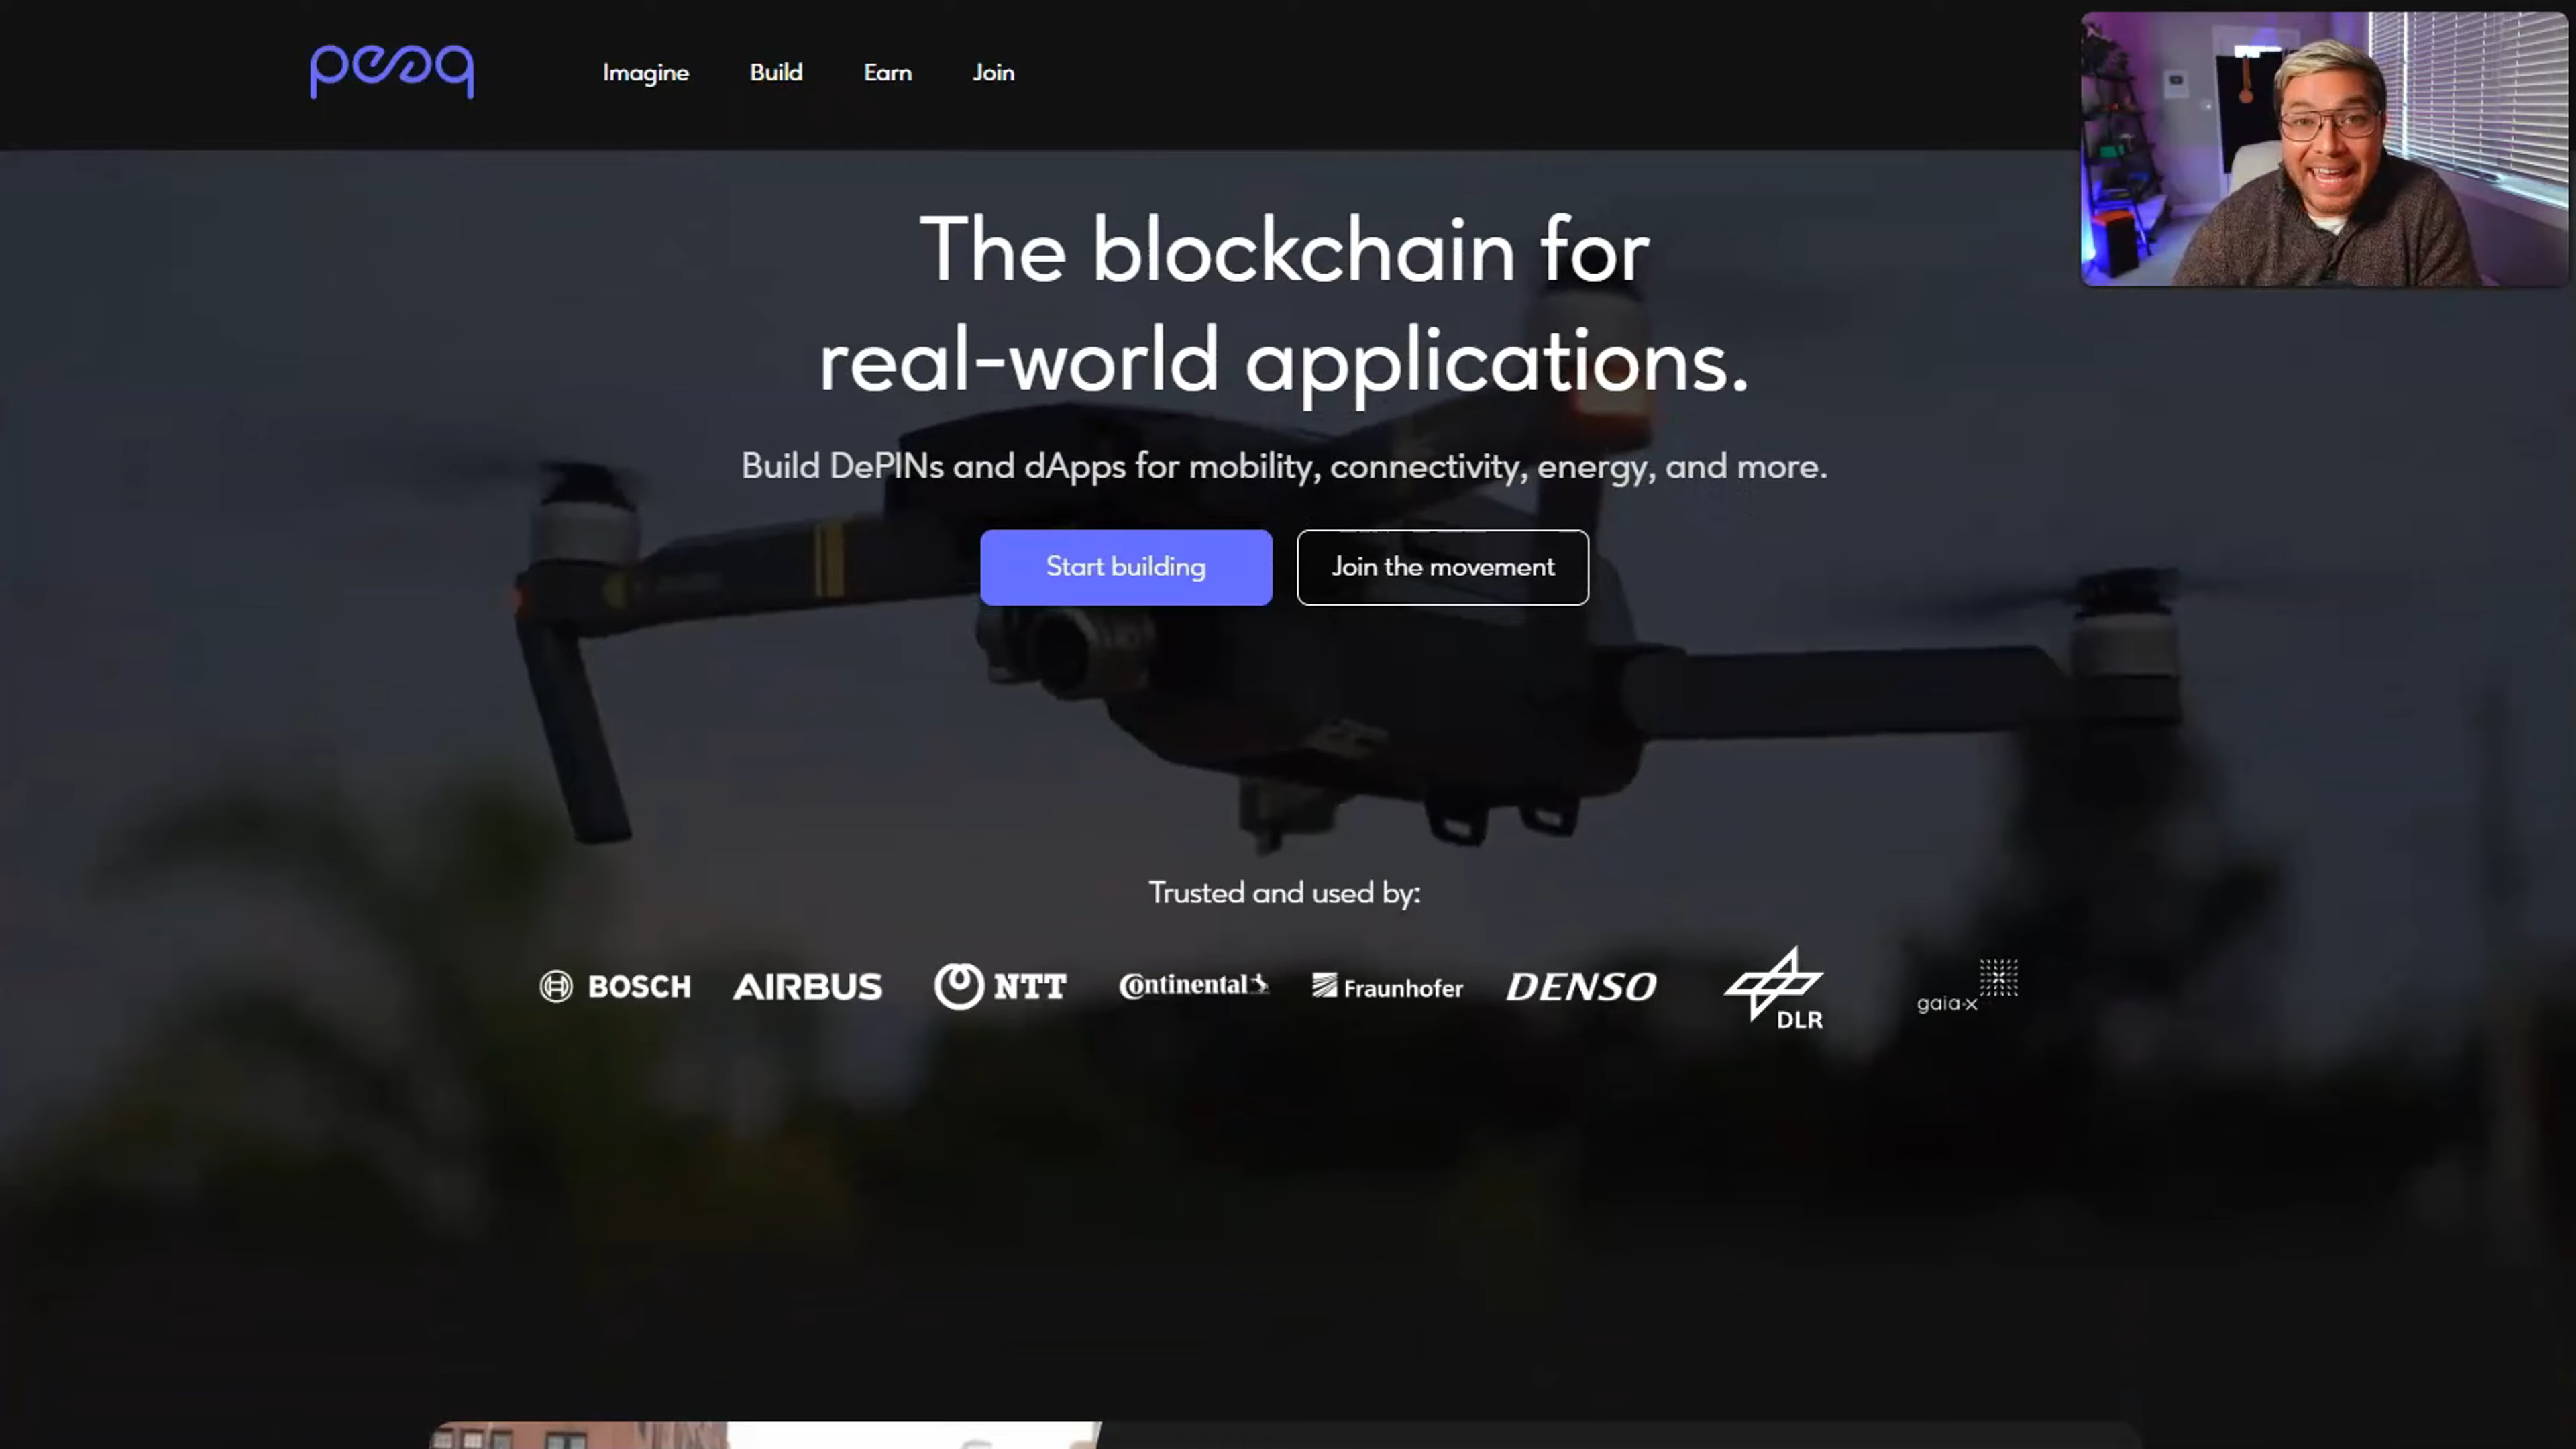 peaq
Imagine Build Earn Join
The blockchain for
real-world applications.
Build DePINs and dApps for mobility, connectivity, energy, and more.
Start building Join the movement
Trusted and used by:
BOSCH AIRBUS NTT Continental Fraunhofer DENSO DLR gaia-x